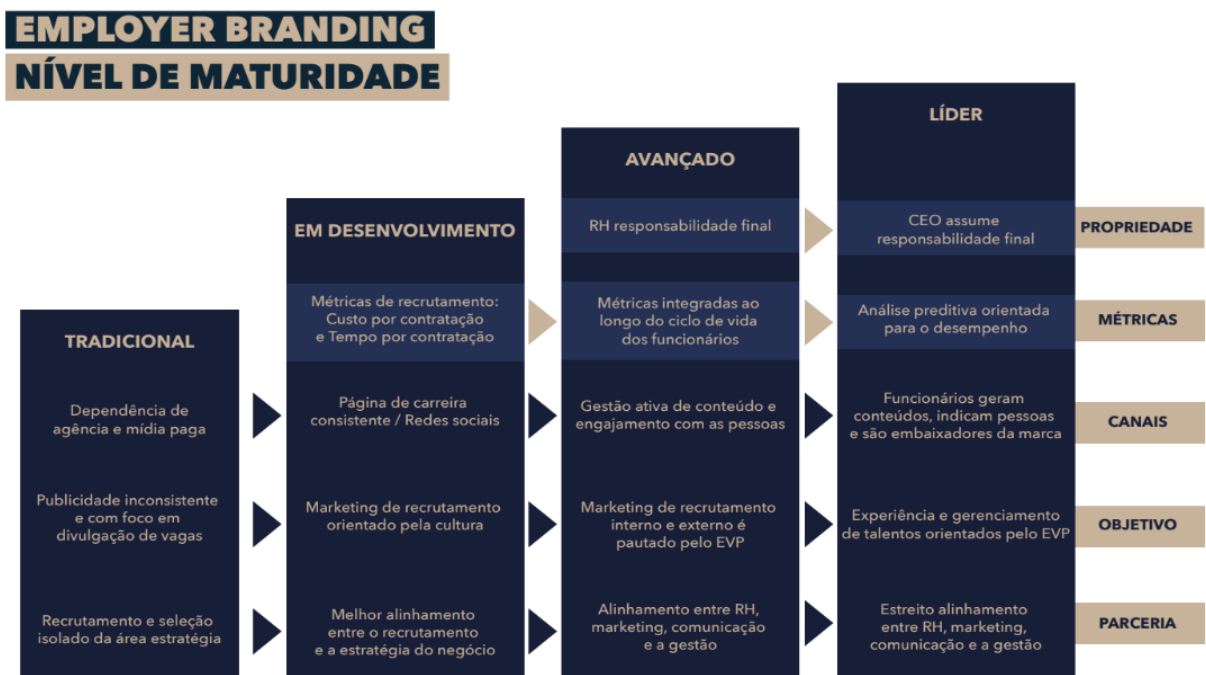 EMPLOYER BRANDING
NÍVEL DE MATURIDADE
TRADICIONAL
Dependência de
agência e mídia paga
Publicidade inconsistente
e com foco em
divulgação de vagas
Recrutamento e seleção
isolado da área estratégia
EM DESENVOLVIMENTO
Métricas de recrutamento:
Custo por contratação
e Tempo por contratação
Página de carreira
consistente / Redes sociais
Marketing de recrutamento
orientado pela cultura
Melhor alinhamento
entre o recrutamento
e a estratégia do negócio
AVANÇADO
RH responsabilidade final
Métricas integradas ao
longo do ciclo de vida
dos funcionários
Gestão ativa de conteúdo e
engajamento com as pessoas
Marketing de recrutamento
interno e externo é
pautado pelo EVP
Alinhamento entre RH,
marketing, comunicação
e a gestão
LÍDER
CEO assume
responsabilidade final
Análise preditiva orientada
para o desempenho
Funcionários geram
conteúdos, indicam pessoas
e são embaixadores da marca
Experiência e gerenciamento
de talentos orientados pelo EVP
Estreito alinhamento
entre RH, marketing,
comunicação e a gestão
PROPRIEDADE
MÉTRICAS
CANAIS
OBJETIVO
PARCERIA